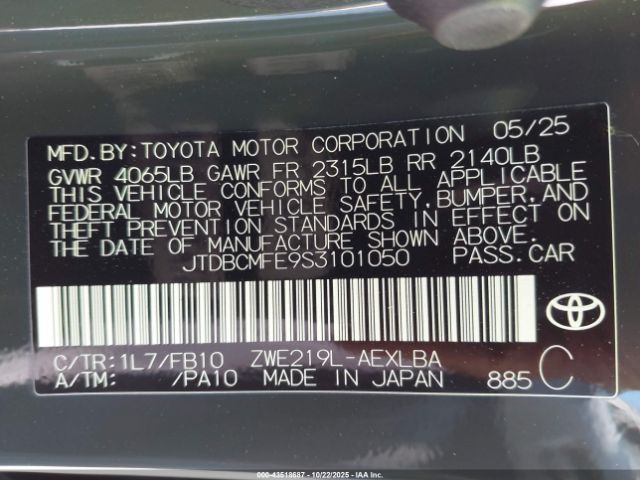 MFD.BY:TOYOTA MOTOR CORPORATION 05/25
GVWR 4065LB GAWR FR 2315LB RR 2140LB
THIS VEHICLE CONFORMS TO ALL APPLICABLE
FEDERAL MOTOR VEHICLE SAFETY,BUMPER,AND
THEFT PREVENTION STANDARDS IN EFFECT ON
THE DATE OF MANUFACTURE SHOWN ABOVE.
JTDBCMFE9S3101050 PASS.CAR
C/TR:1L7/FB10 ZWE219L-AEXLBA
A/TM: /PA10 MADE IN JAPAN 885 C
TOYOTA
000-43518687 - 10/22/2025 - IAAI.COM